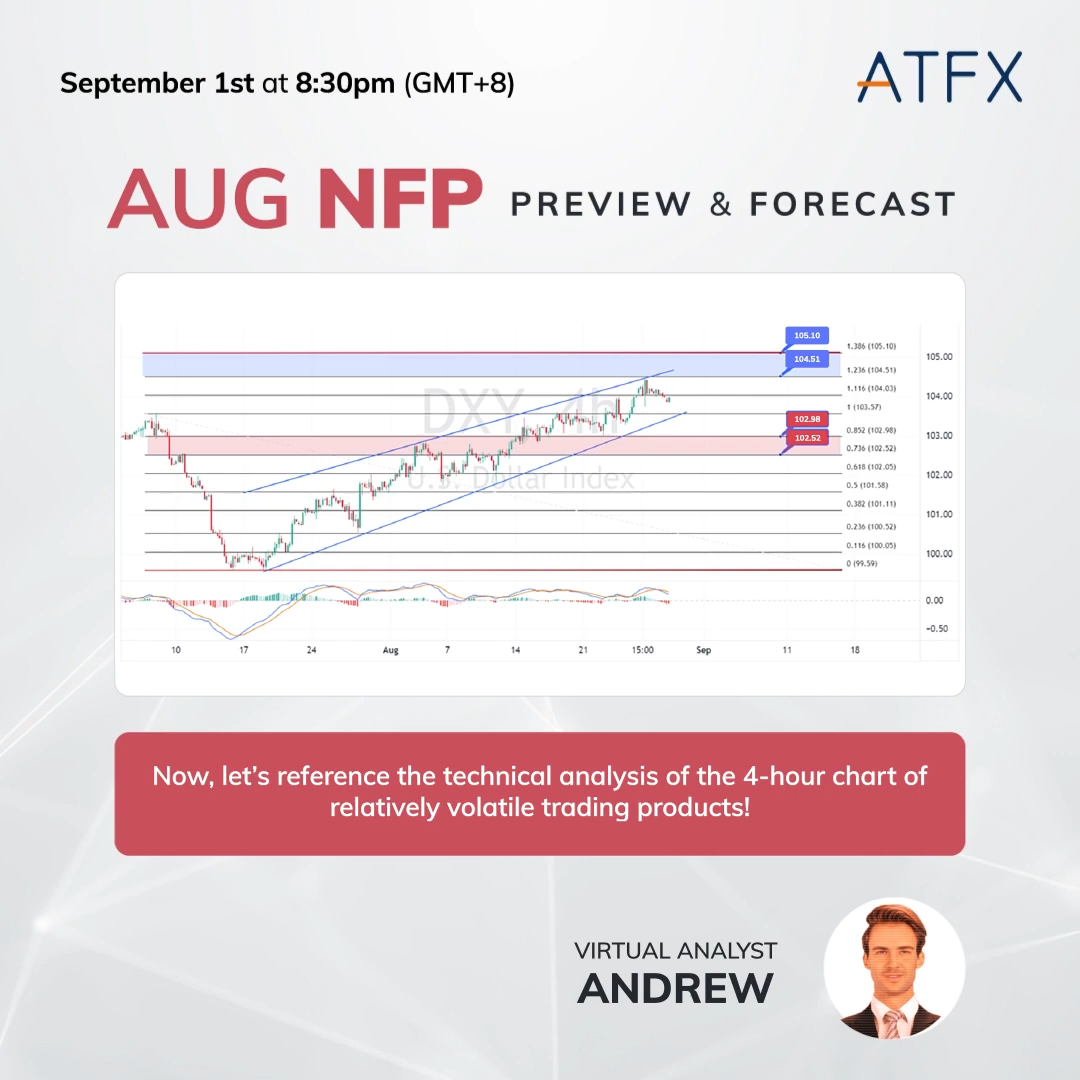 September 1st at 8:30pm (GMT+8)
ATFX
AUG NFP PREVIEW & FORECAST
DXY, 4h
U.S. Dollar Index
105.10
104.51
102.98
102.52
1.386 (105.10)
1.236 (104.51)
1.116 (104.03)
1 (103.57)
0.852 (102.98)
0.736 (102.52)
0.618 (102.05)
0.5 (101.58)
0.382 (101.11)
0.236 (100.52)
0.116 (100.05)
0 (99.59)
105.00
104.00
103.00
102.00
101.00
100.00
0.00
−0.50
10 17 24 Aug 7 14 21 15:00 Sep 11 18
Now, let’s reference the technical analysis of the 4-hour chart of
relatively volatile trading products!
VIRTUAL ANALYST
ANDREW